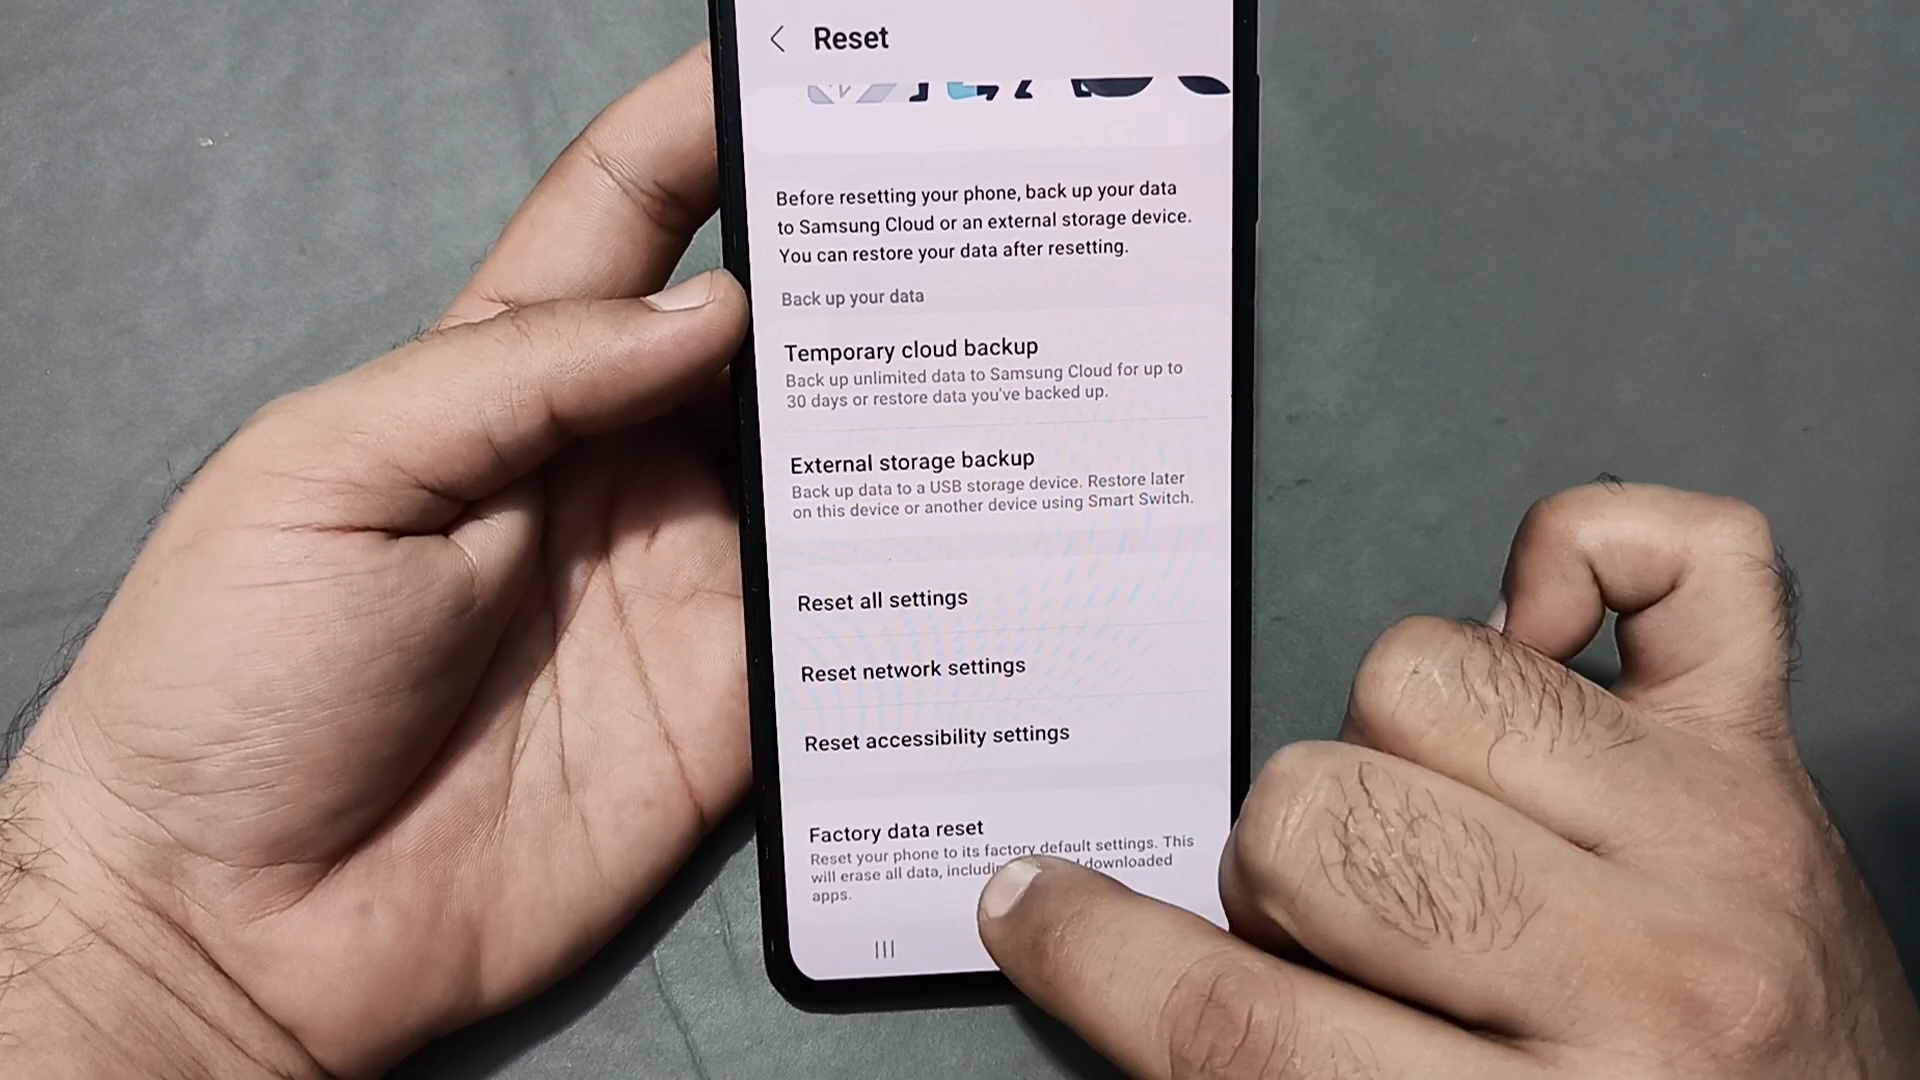 Reset
Before resetting your phone, back up your data
to Samsung Cloud or an external storage device.
You can restore your data after resetting.
Back up your data
Temporary cloud backup
Back up unlimited data to Samsung Cloud for up to
30 days or restore data you've backed up.
External storage backup
Back up data to a USB storage device. Restore later
on this device or another device using Smart Switch.
Reset all settings
Reset network settings
Reset accessibility settings
Factory data reset
Reset your phone to its factory default settings. This
will erase all data, downloaded
apps.